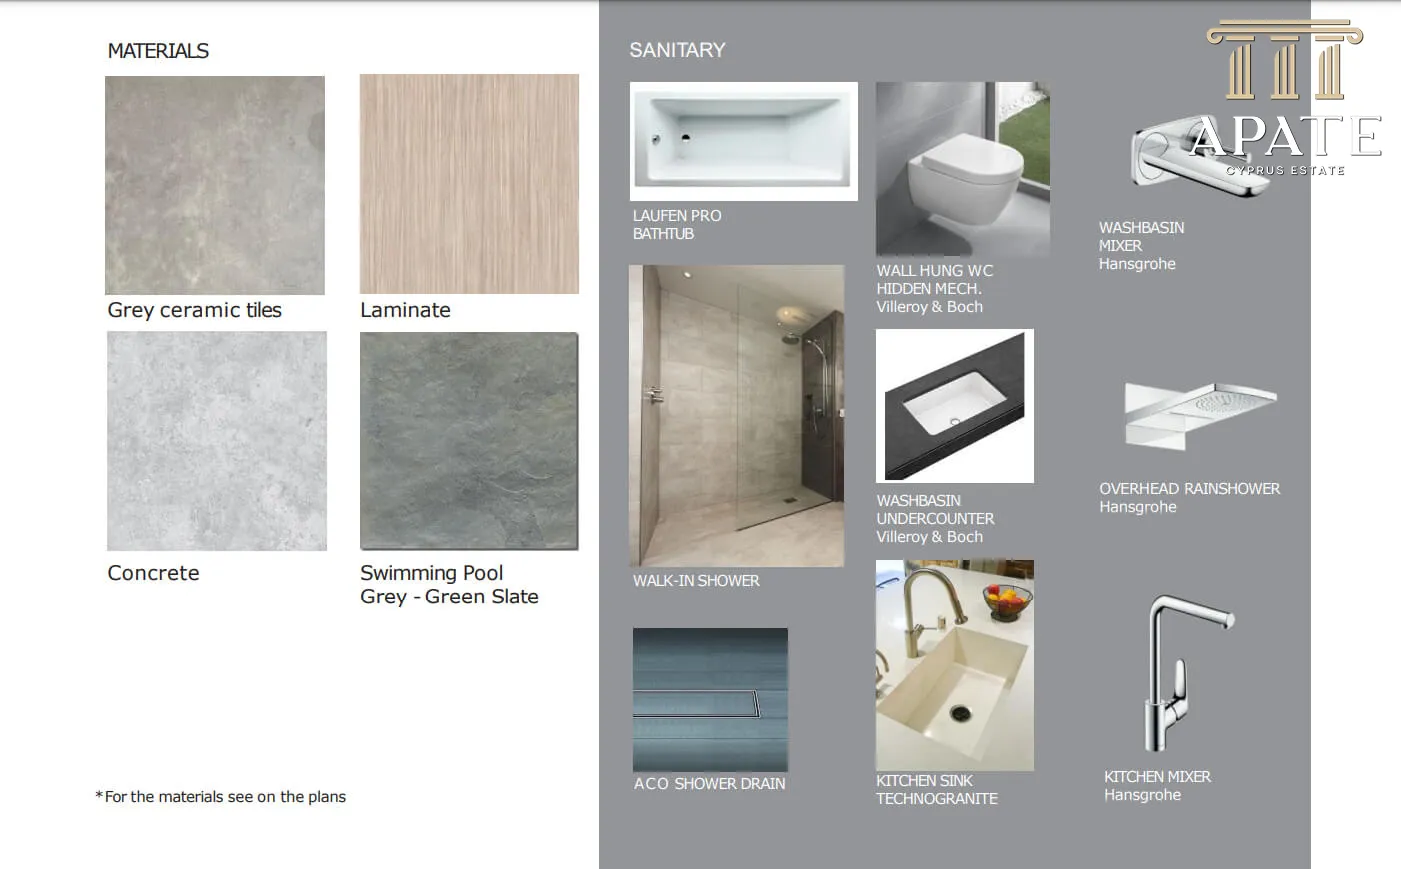 MATERIALS
Grey ceramic tiles
Laminate
Concrete
Swimming Pool
Grey - Green Slate
*For the materials see on the plans
SANITARY
LAUFEN PRO
BATHTUB
WALL HUNG WC
HIDDEN MECH.
Villeroy & Boch
WASHBASIN
MIXER
Hansgrohe
WALK-IN SHOWER
WASHBASIN
UNDERCOUNTER
Villeroy & Boch
OVERHEAD RAINSHOWER
Hansgrohe
ACO SHOWER DRAIN
KITCHEN SINK
TECHNOGRANITE
KITCHEN MIXER
Hansgrohe
APATE
CYPRUS ESTATE